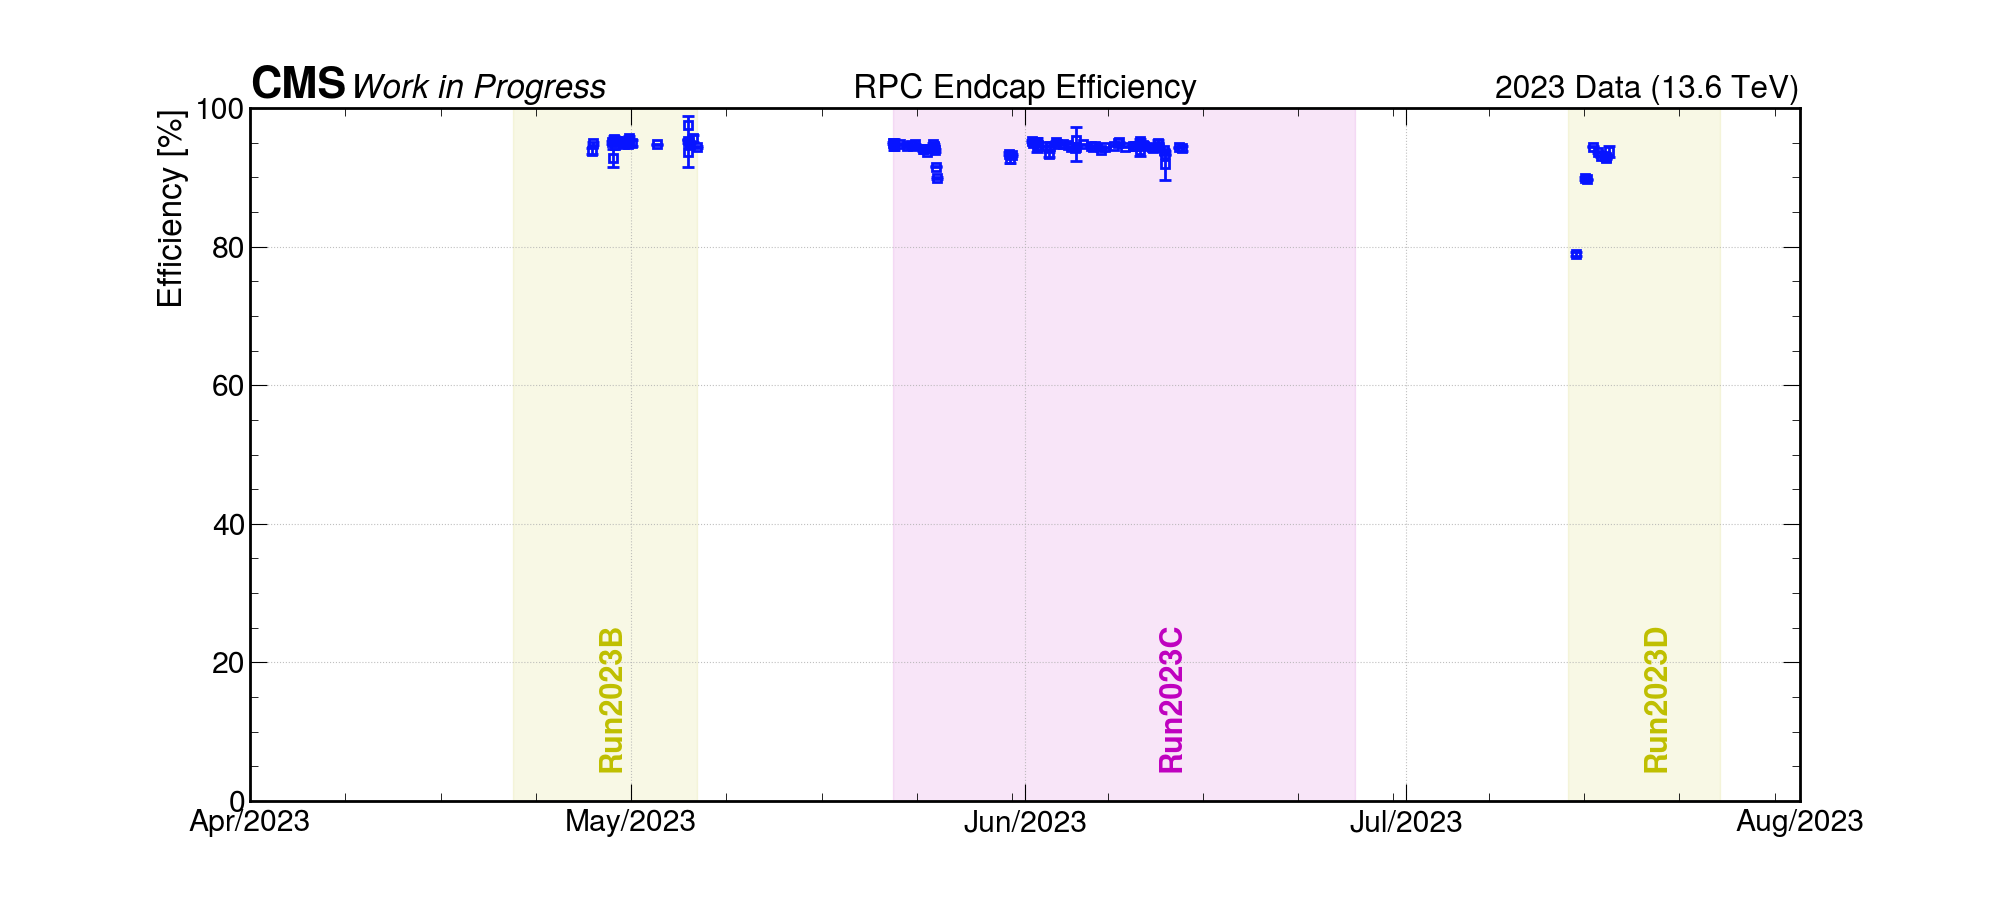 CMS Work in Progress RPC Endcap Efficiency 2023 Data (13.6 TeV)
Efficiency [%]
100
80
60
40
20
0
Run2023B
Run2023C
Run2023D
Apr/2023 May/2023 Jun/2023 Jul/2023 Aug/2023